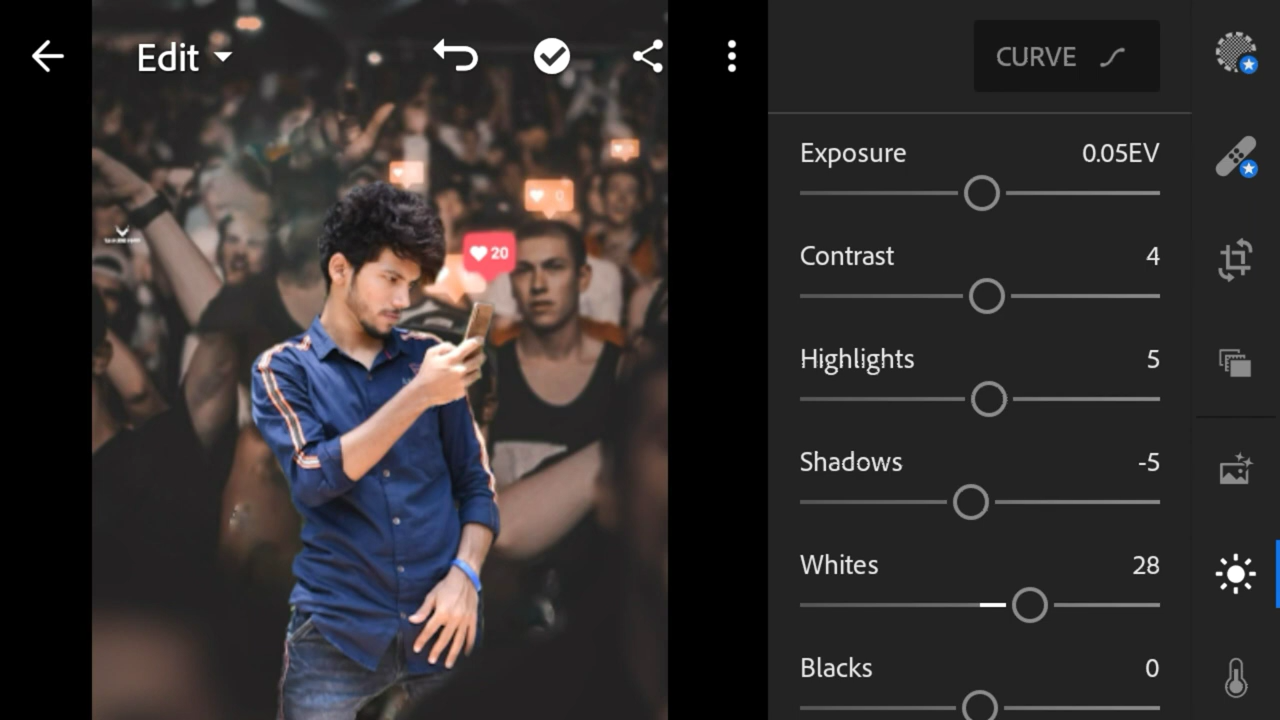 Edit
CURVE
Exposure 0.05EV
Contrast 4
Highlights 5
Shadows -5
Whites 28
Blacks 0
20